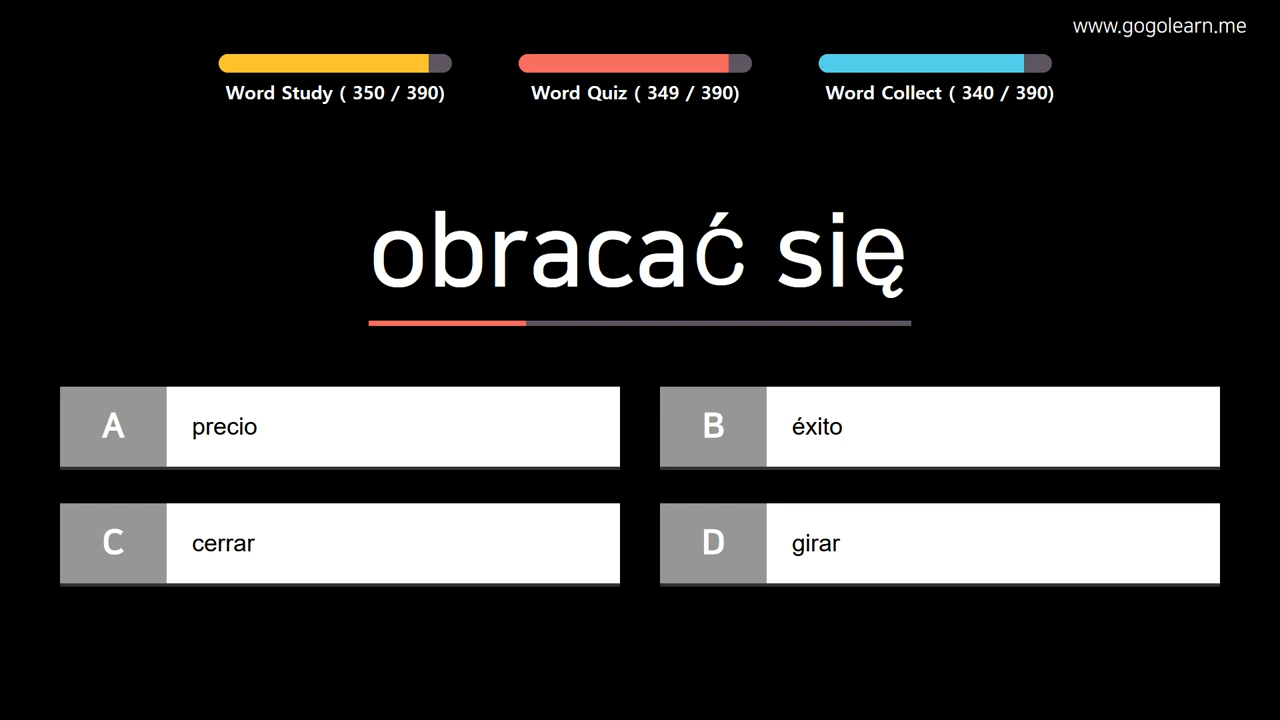 www.gogolearn.me
Word Study ( 350 / 390)
Word Quiz ( 349 / 390)
Word Collect ( 340 / 390)
obracać się
A precio
B éxito
C cerrar
D girar